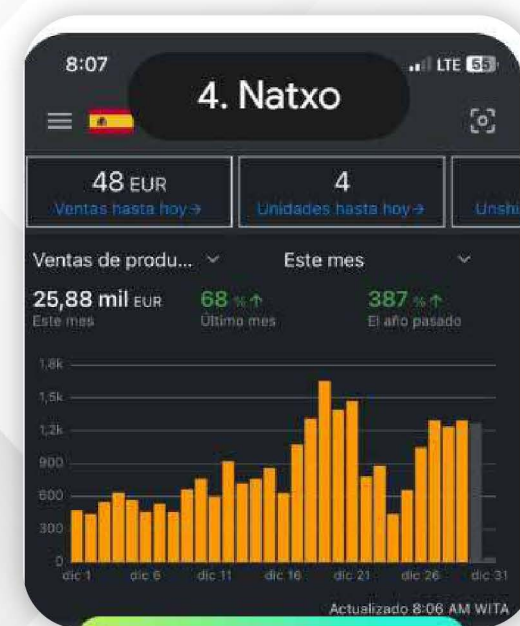 8:07
LTE 55
4. Natxo
48 EUR
Ventas hasta hoy →
4
Unidades hasta hoy →
Unshi
Ventas de produ...
Este mes
25,88 mil EUR
Este mes
68 % ↑
Último mes
387 % ↑
El año pasado
1,8k
1,5k
1,2k
900
600
300
0
dic 1 dic 6 dic 11 dic 16 dic 21 dic 26 dic 31
Actualizado 8:06 AM WITA